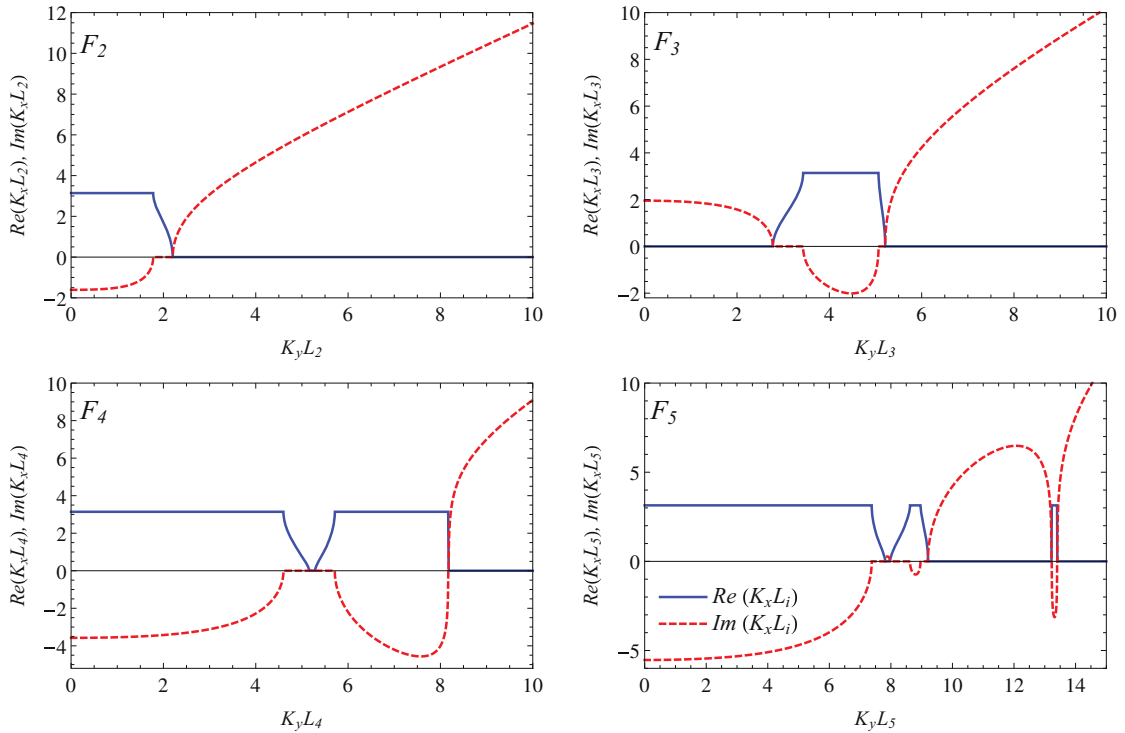 F2
Re(KxL2), Im(KxL2)
12
10
8
6
4
2
0
−2
0 2 4 6 8 10
KyL2
F3
Re(KxL3), Im(KxL3)
10
8
6
4
2
0
−2
0 2 4 6 8 10
KyL3
F4
Re(KxL4), Im(KxL4)
10
8
6
4
2
0
−2
−4
0 2 4 6 8 10
KyL4
F5
Re(KxL5), Im(KxL5)
10
5
0
−5
Re (KxLi)
Im (KxLi)
0 2 4 6 8 10 12 14
KyL5